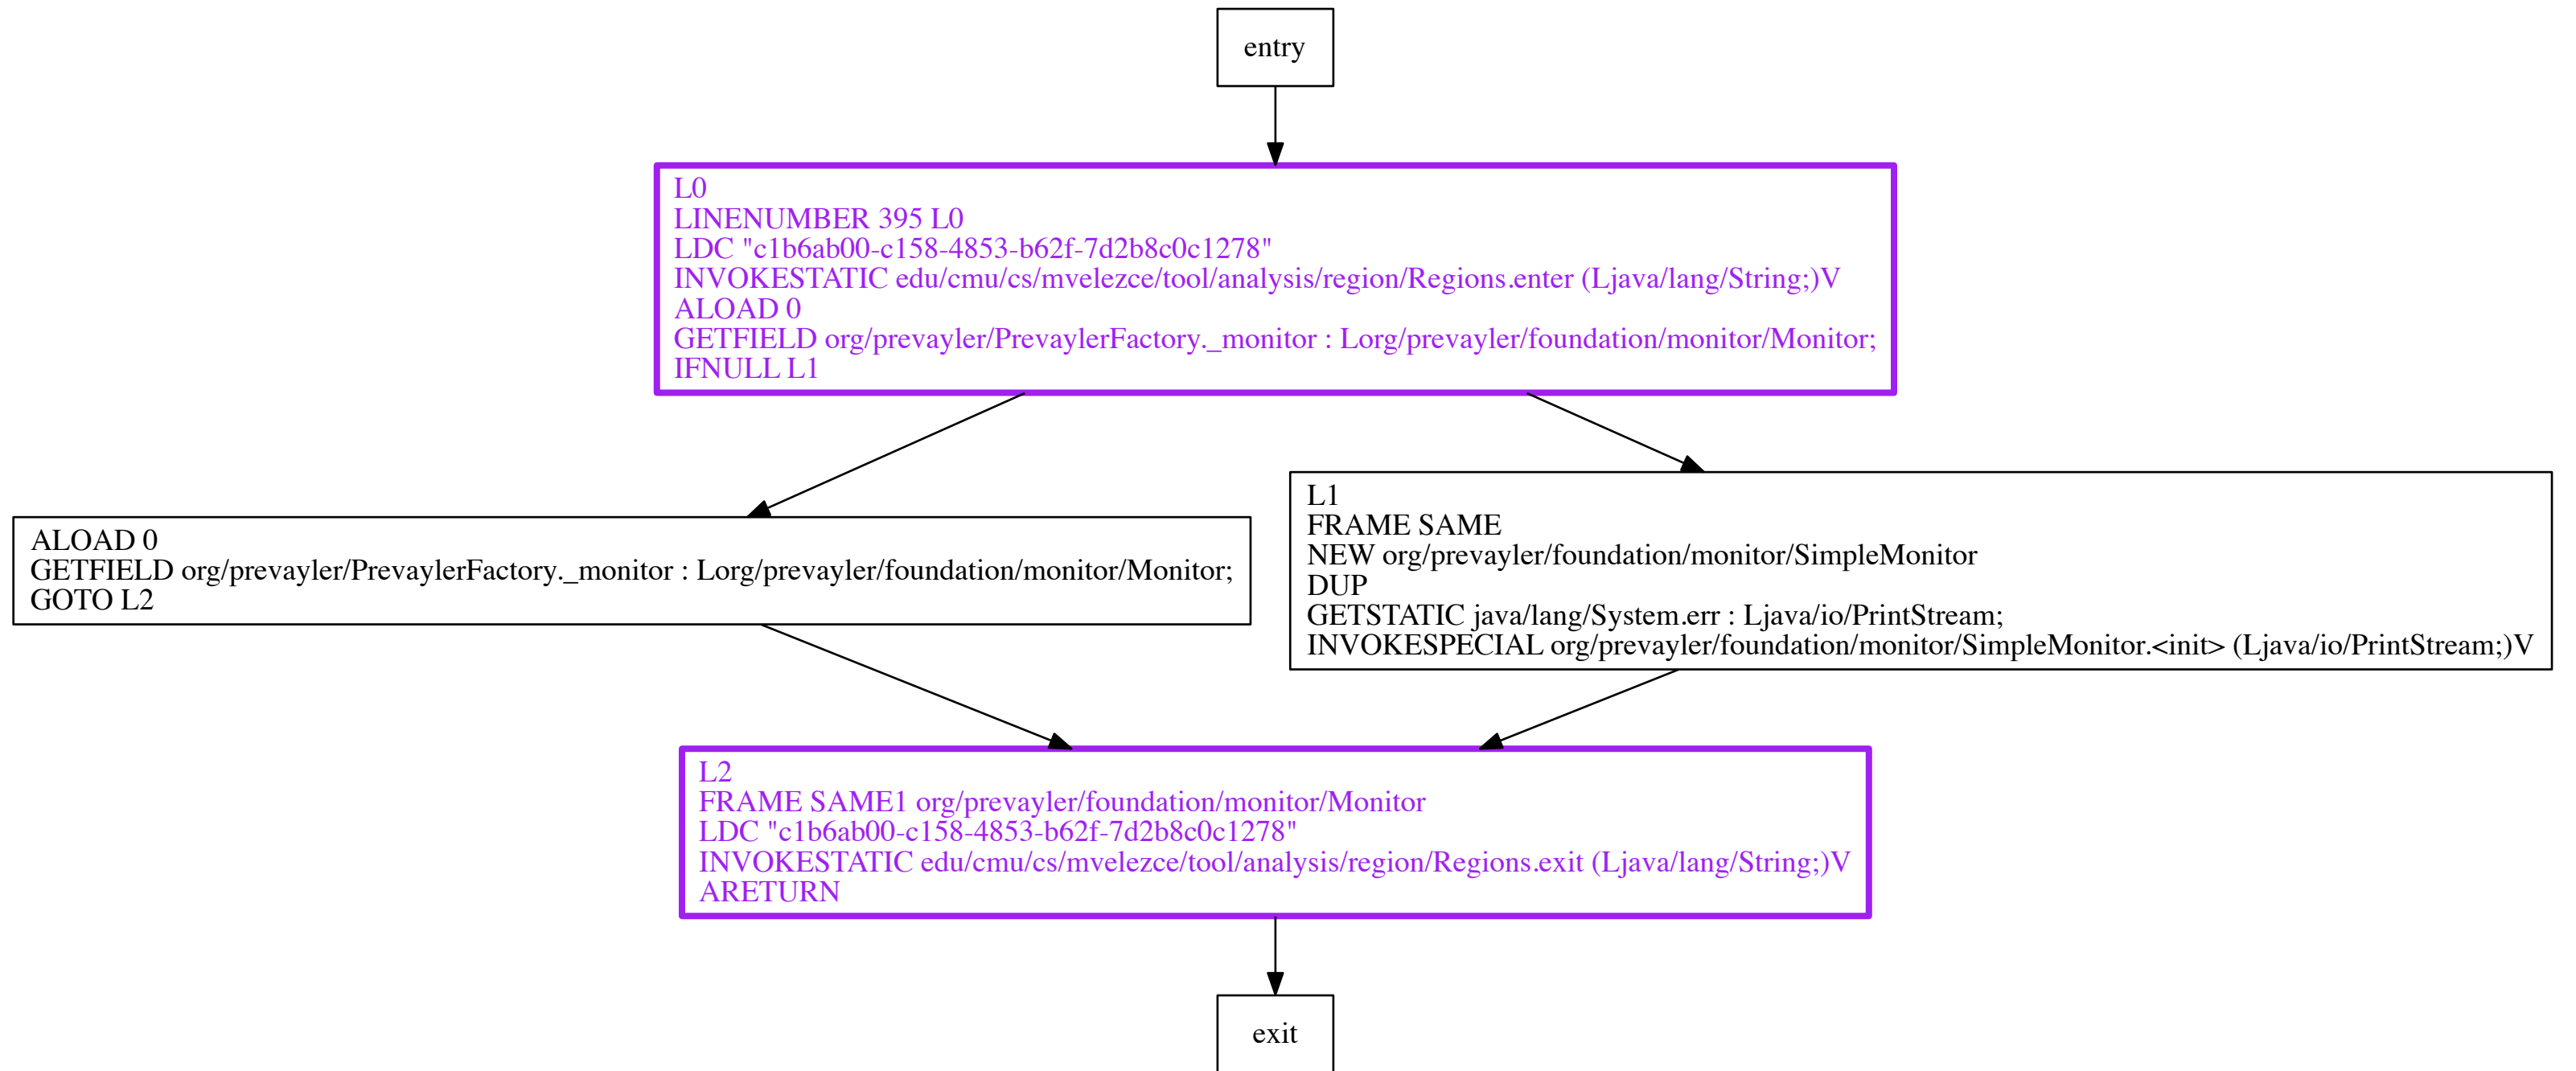 entry
L0
LINENUMBER 395 L0
LDC "c1b6ab00-c158-4853-b62f-7d2b8c0c1278"
INVOKESTATIC edu/cmu/cs/mvelezce/tool/analysis/region/Regions.enter (Ljava/lang/String;)V
ALOAD 0
GETFIELD org/prevayler/PrevaylerFactory._monitor : Lorg/prevayler/foundation/monitor/Monitor;
IFNULL L1
ALOAD 0
GETFIELD org/prevayler/PrevaylerFactory._monitor : Lorg/prevayler/foundation/monitor/Monitor;
GOTO L2
L1
FRAME SAME
NEW org/prevayler/foundation/monitor/SimpleMonitor
DUP
GETSTATIC java/lang/System.err : Ljava/io/PrintStream;
INVOKESPECIAL org/prevayler/foundation/monitor/SimpleMonitor.<init> (Ljava/io/PrintStream;)V
L2
FRAME SAME1 org/prevayler/foundation/monitor/Monitor
LDC "c1b6ab00-c158-4853-b62f-7d2b8c0c1278"
INVOKESTATIC edu/cmu/cs/mvelezce/tool/analysis/region/Regions.exit (Ljava/lang/String;)V
ARETURN
exit